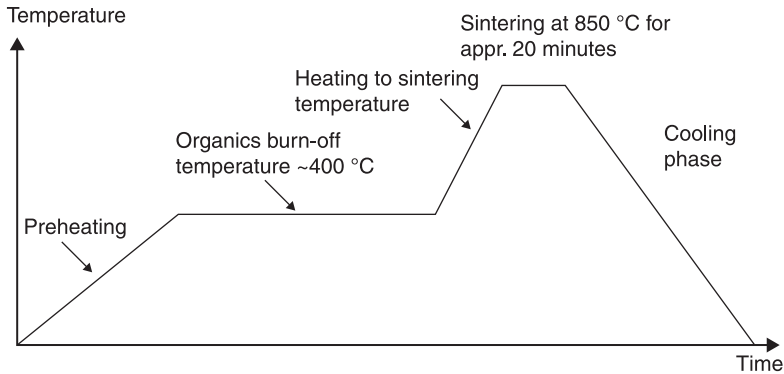 Temperature
Sintering at 850 °C for
appr. 20 minutes
Heating to sintering
temperature
Organics burn-off
temperature ~400 °C
Cooling
phase
Preheating
Time